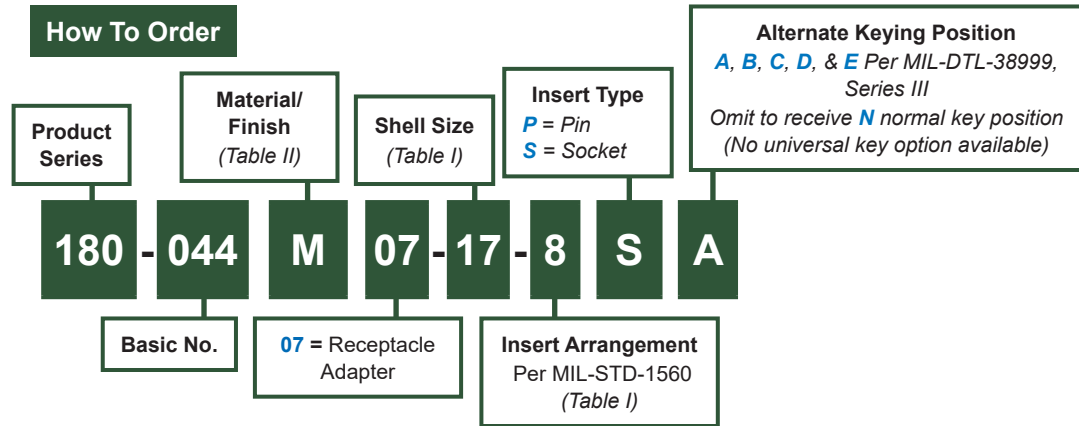 How To Order
Alternate Keying Position
A, B, C, D, & E Per MIL-DTL-38999,
Series III
Omit to receive N normal key position
(No universal key option available)
Product
Series
Material/
Finish
(Table II)
Shell Size
(Table I)
Insert Type
P = Pin
S = Socket
180 - 044 M 07 - 17 - 8 S A
Basic No.
07 = Receptacle
Adapter
Insert Arrangement
Per MIL-STD-1560
(Table I)